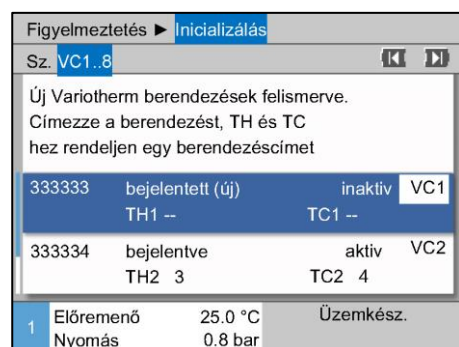 Figyelmeztetés ► Inicializálás
Sz. VC1..8
Új Variotherm berendezések felismerve.
Címezze a berendezést, TH és TC
hez rendeljen egy berendezéscímet
333333 bejelentett (új) inaktiv VC1
TH1 -- TC1 --
333334 bejelentve aktiv VC2
TH2 3 TC2 4
1 Előremenő 25.0 °C Üzemkész.
Nyomás 0.8 bar